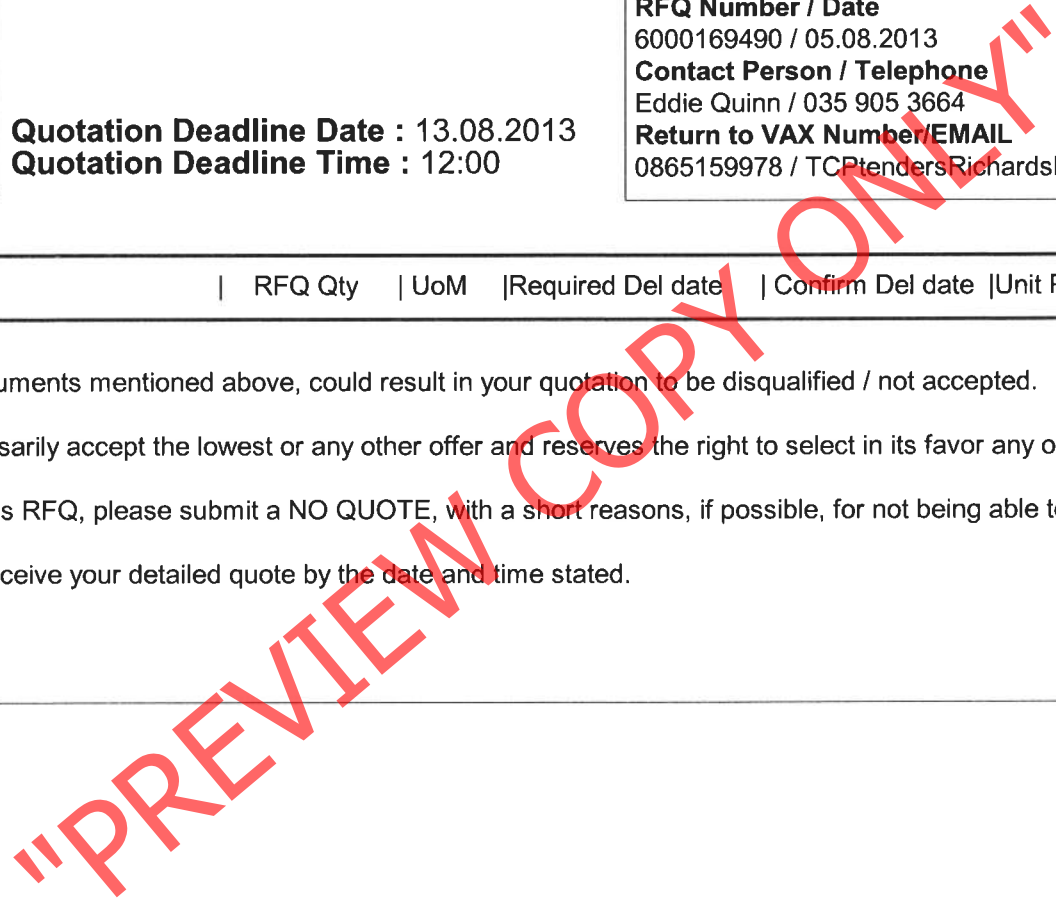 RFQ Number / Date
6000169490 / 05.08.2013
Contact Person / Telephone
Eddie Quinn / 035 905 3664
Quotation Deadline Date : 13.08.2013
Return to VAX Number/EMAIL
Quotation Deadline Time : 12:00
0865159978 / TCPtendersRichards
| RFQ Qty | UoM |Required Del date | Confirm Del date |Unit
uments mentioned above, could result in your quotation to be disqualified / not accepted.
sarily accept the lowest or any other offer and reserves the right to select in its favor any o
s RFQ, please submit a NO QUOTE, with a short reasons, if possible, for not being able t
ceive your detailed quote by the date and time stated.
"PREVIEW COPY ONLY"